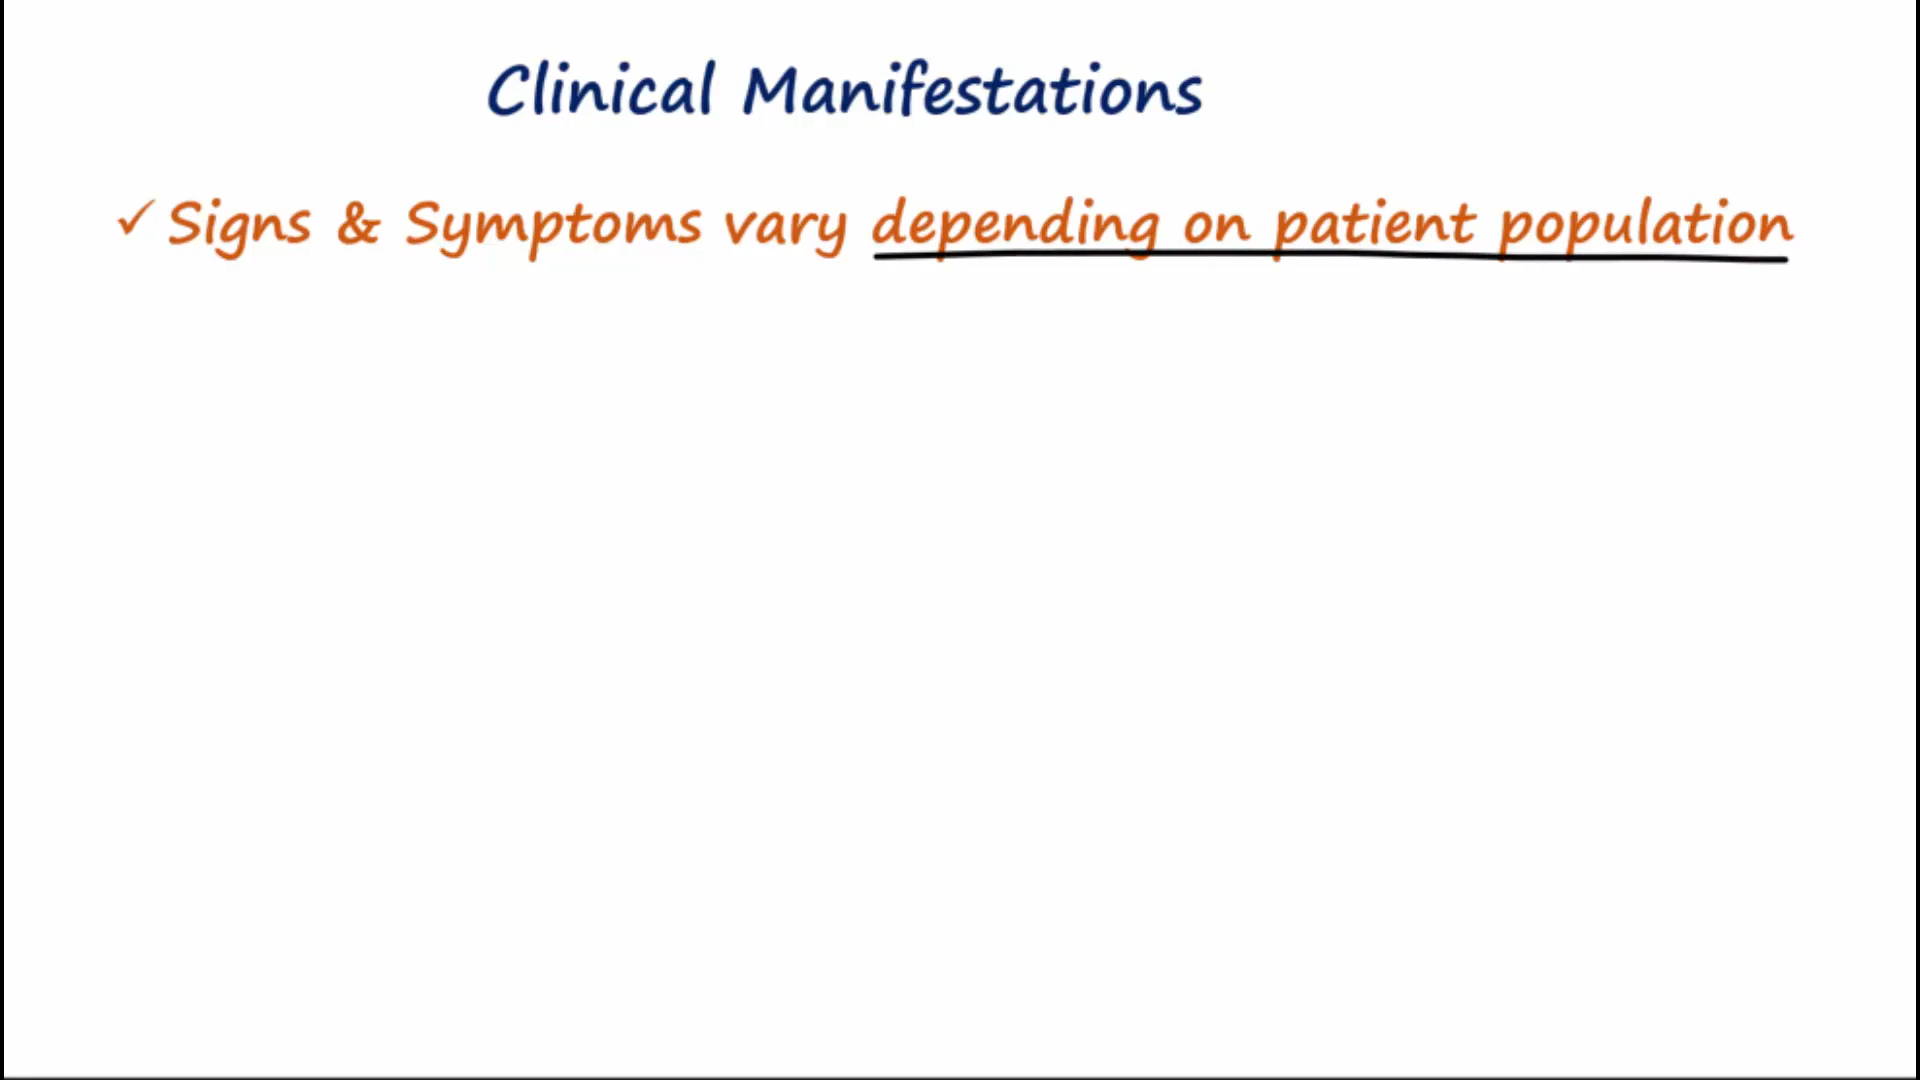 Clinical Manifestations
✓ Signs & Symptoms vary depending on patient population